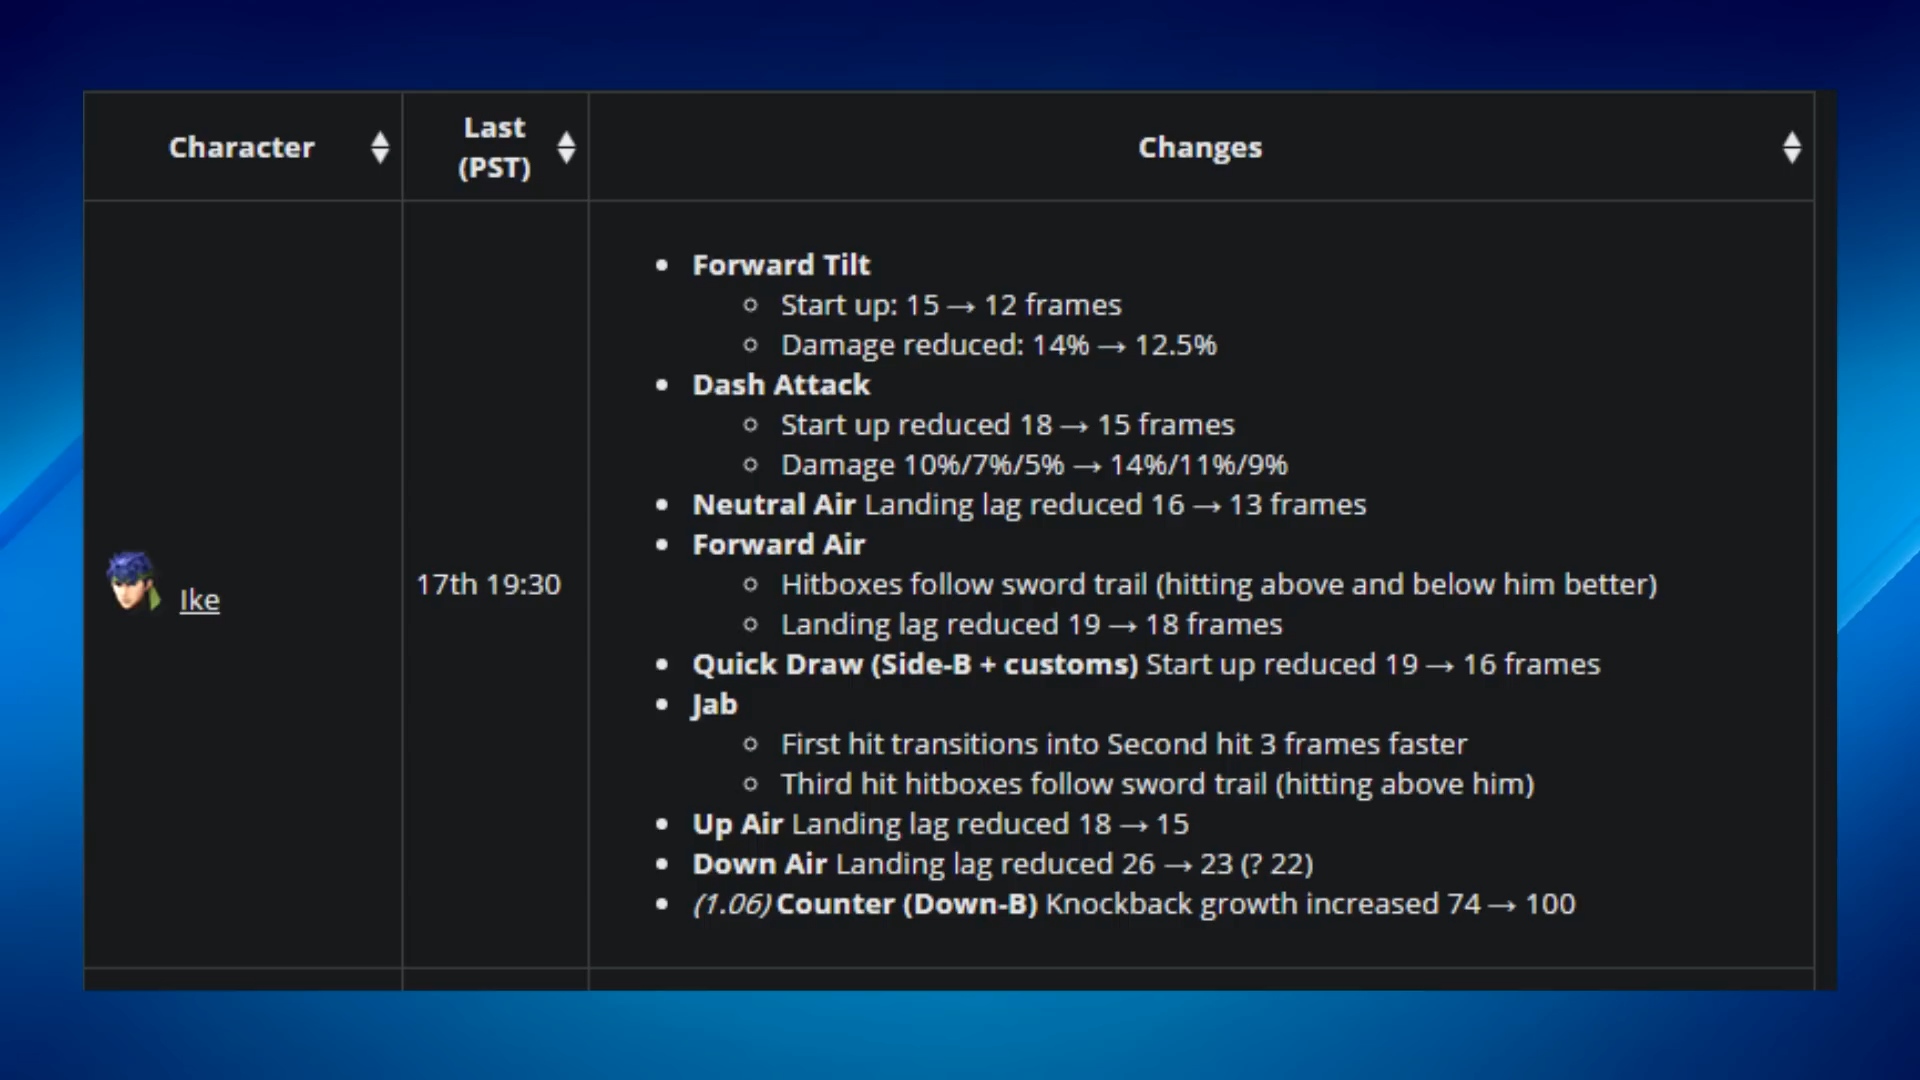 Character
Last
(PST)
Changes
Ike
17th 19:30
• Forward Tilt
○ Start up: 15 → 12 frames
○ Damage reduced: 14% → 12.5%
• Dash Attack
○ Start up reduced 18 → 15 frames
○ Damage 10%/7%/5% → 14%/11%/9%
• Neutral Air Landing lag reduced 16 → 13 frames
• Forward Air
○ Hitboxes follow sword trail (hitting above and below him better)
○ Landing lag reduced 19 → 18 frames
• Quick Draw (Side-B + customs) Start up reduced 19 → 16 frames
• Jab
○ First hit transitions into Second hit 3 frames faster
○ Third hit hitboxes follow sword trail (hitting above him)
• Up Air Landing lag reduced 18 → 15
• Down Air Landing lag reduced 26 → 23 (? 22)
• (1.06) Counter (Down-B) Knockback growth increased 74 → 100